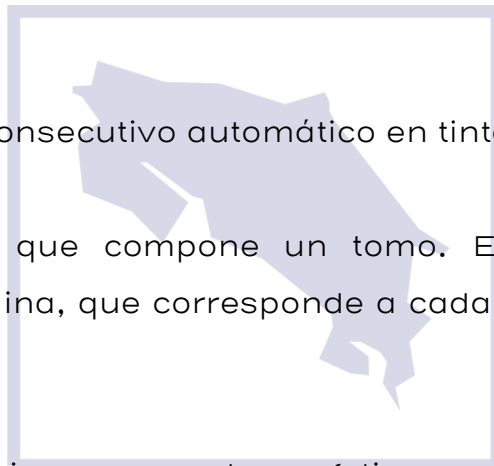 onsecutivo automático en tint
que compone un tomo. E
ina, que corresponde a cada